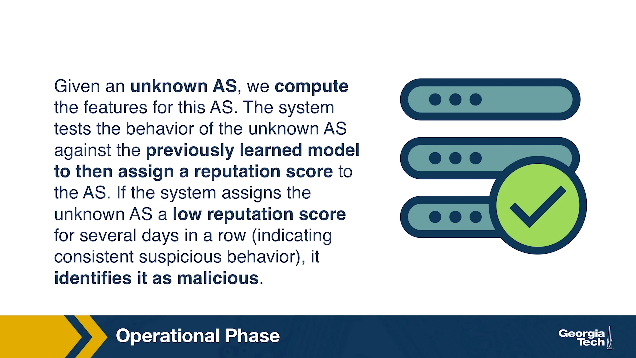 Given an unknown AS, we compute
the features for this AS. The system
tests the behavior of the unknown AS
against the previously learned model
to then assign a reputation score to
the AS. If the system assigns the
unknown AS a low reputation score
for several days in a row (indicating
consistent suspicious behavior), it
identifies it as malicious.
Operational Phase
Georgia
Tech